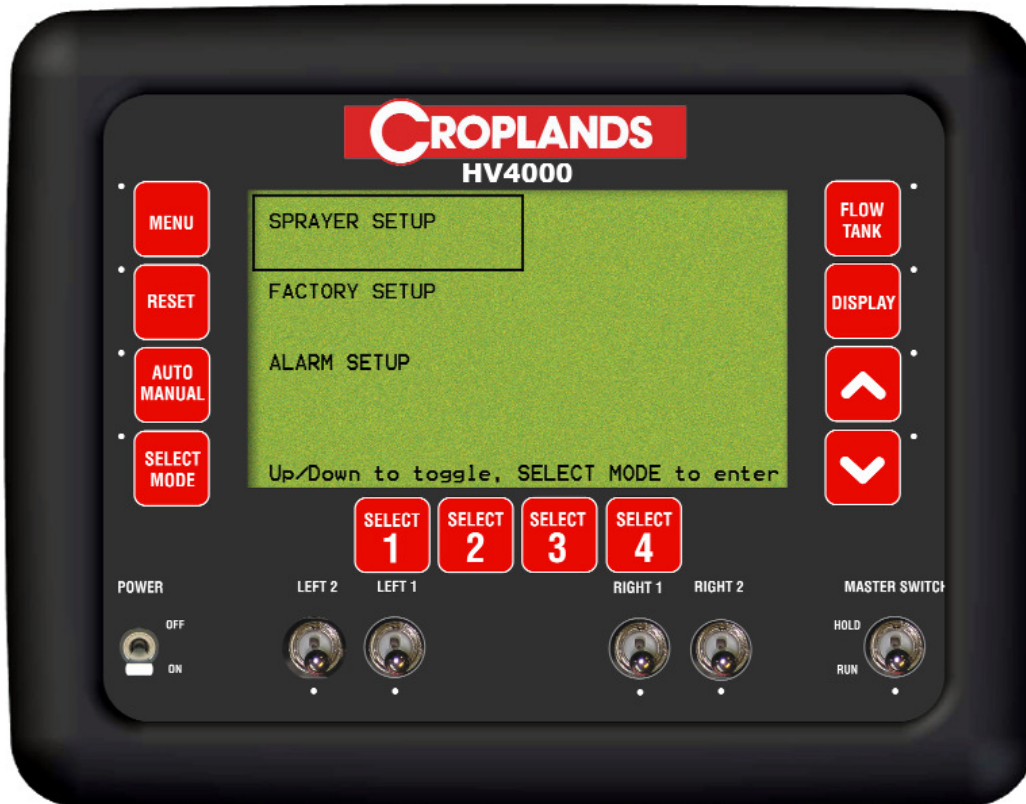 CROPLANDS
HV4000
MENU
RESET
AUTO
MANUAL
SELECT
MODE
SPRAYER SETUP
FACTORY SETUP
ALARM SETUP
Up/Down to toggle, SELECT MODE to enter
FLOW
TANK
DISPLAY
SELECT
1
SELECT
2
SELECT
3
SELECT
4
POWER
OFF
ON
LEFT 2
LEFT 1
RIGHT 1
RIGHT 2
MASTER SWITCH
HOLD
RUN